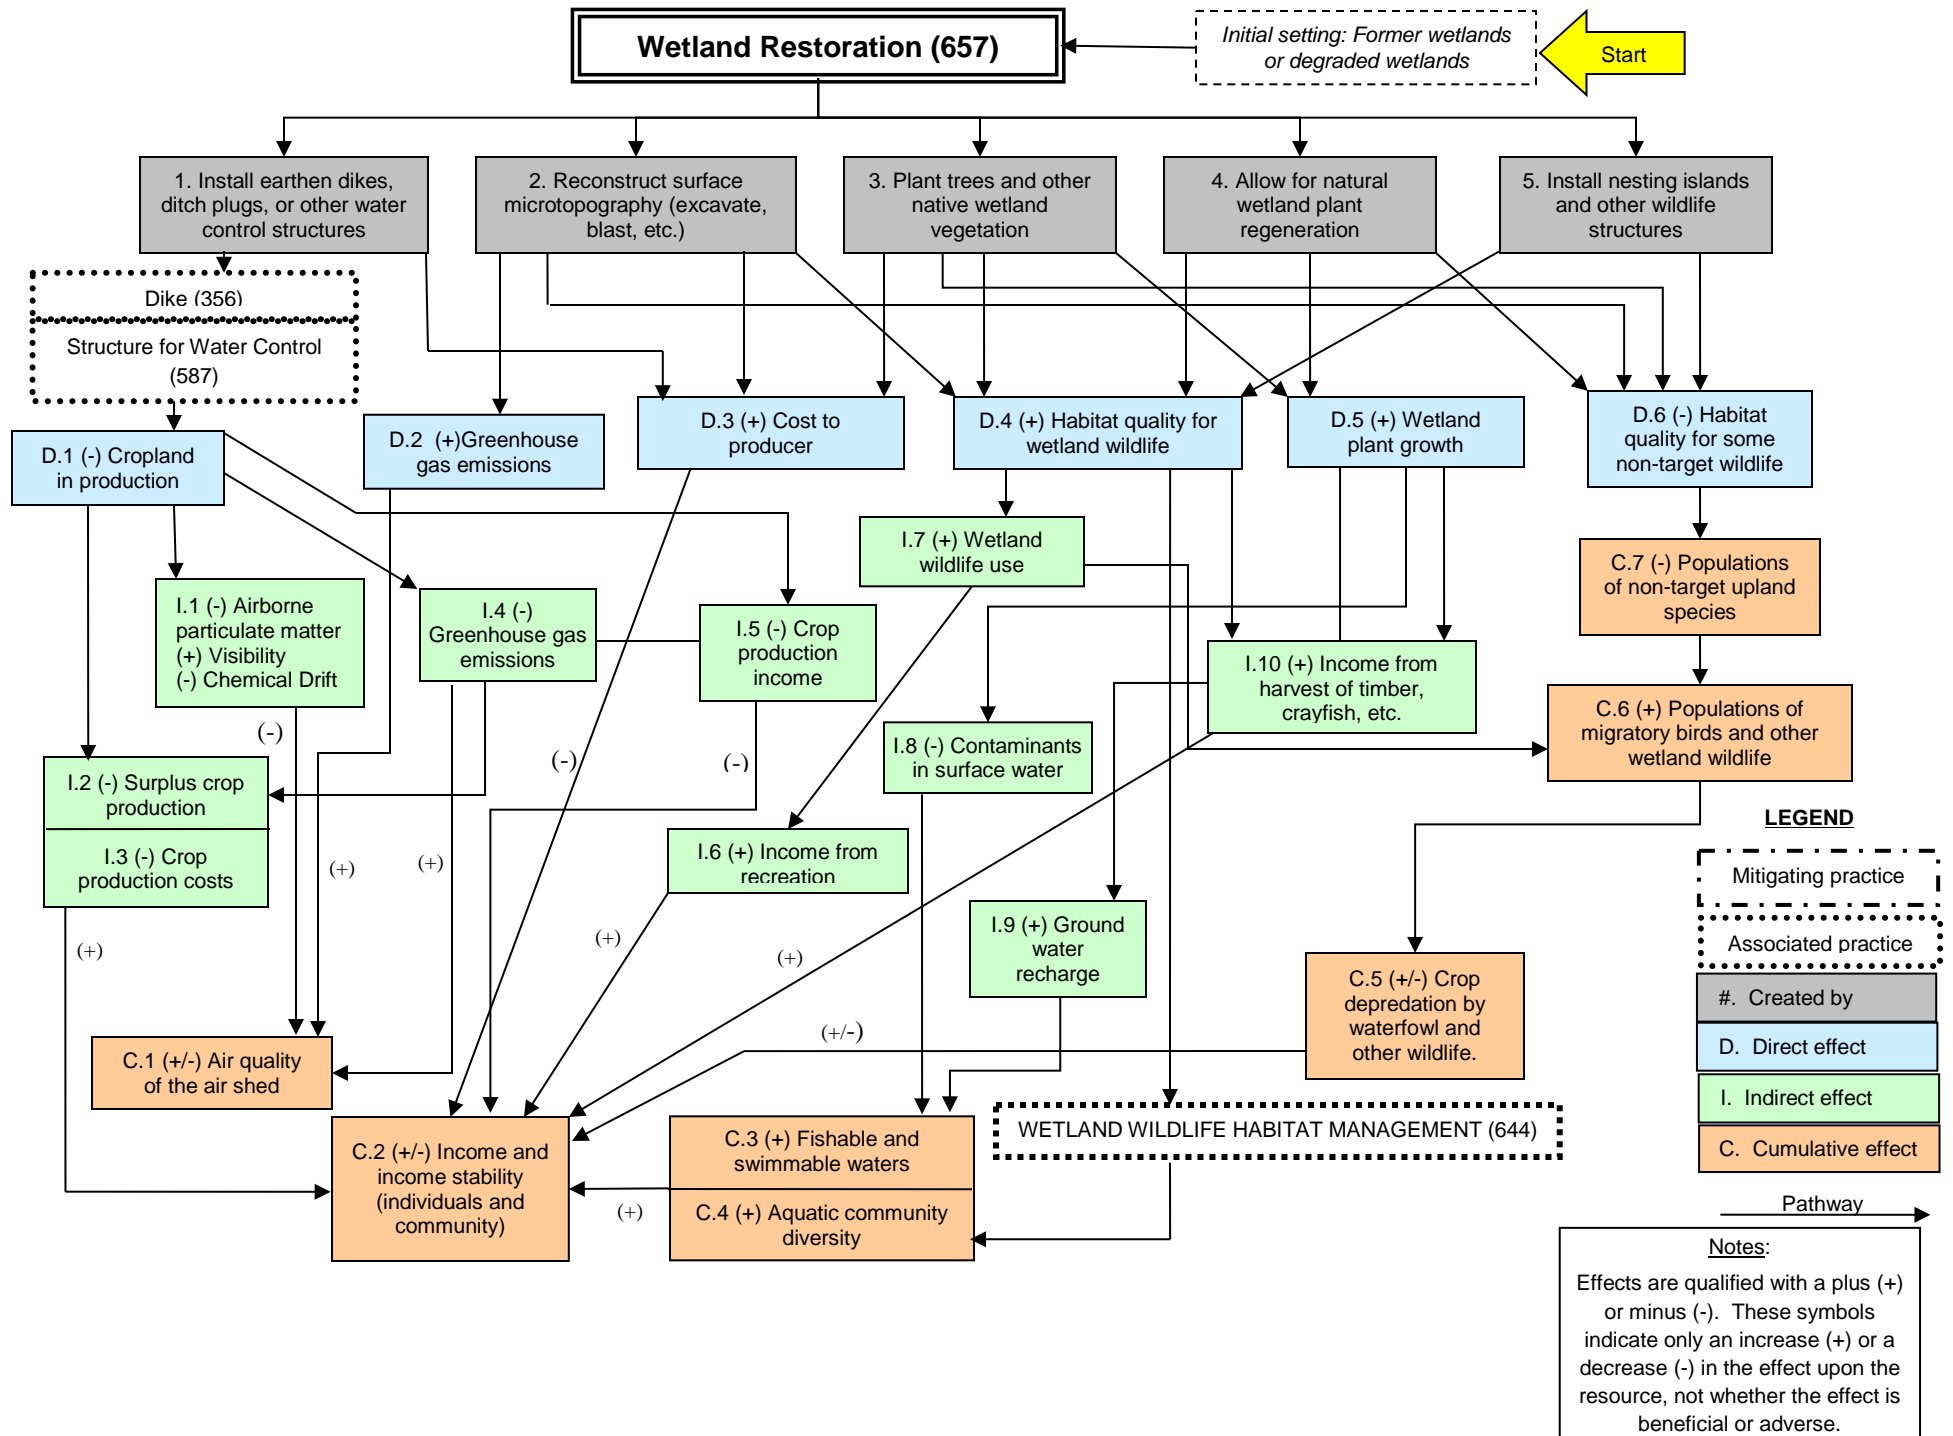 Wetland Restoration (657)
Initial setting: Former wetlands
or degraded wetlands
Start
1. Install earthen dikes,
ditch plugs, or other water
control structures
2. Reconstruct surface
microtopography (excavate,
blast, etc.)
3. Plant trees and other
native wetland
vegetation
4. Allow for natural
wetland plant
regeneration
5. Install nesting islands
and other wildlife
structures
Dike (356)
Structure for Water Control
(587)
D.1 (-) Cropland
in production
D.2 (+)Greenhouse
gas emissions
D.3 (+) Cost to
producer
D.4 (+) Habitat quality for
wetland wildlife
D.5 (+) Wetland
plant growth
D.6 (-) Habitat
quality for some
non-target wildlife
I.7 (+) Wetland
wildlife use
C.7 (-) Populations
of non-target upland
species
I.1 (-) Airborne
particulate matter
(+) Visibility
(-) Chemical Drift
I.4 (-)
Greenhouse gas
emissions
I.5 (-) Crop
production
income
I.10 (+) Income from
harvest of timber,
crayfish, etc.
C.6 (+) Populations of
migratory birds and other
wetland wildlife
(-)
(-)
(-)
I.8 (-) Contaminants
in surface water
I.2 (-) Surplus crop
production
I.3 (-) Crop
production costs
(+)
(+)
I.6 (+) Income from
recreation
(+)
(+)
(+)
I.9 (+) Ground
water
recharge
(+/-)
C.5 (+/-) Crop
depredation by
waterfowl and
other wildlife.
C.1 (+/-) Air quality
of the air shed
C.2 (+/-) Income and
income stability
(individuals and
community)
(+)
C.3 (+) Fishable and
swimmable waters
C.4 (+) Aquatic community
diversity
WETLAND WILDLIFE HABITAT MANAGEMENT (644)
LEGEND
Mitigating practice
Associated practice
#. Created by
D. Direct effect
I. Indirect effect
C. Cumulative effect
Pathway
Notes:
Effects are qualified with a plus (+)
or minus (-). These symbols
indicate only an increase (+) or a
decrease (-) in the effect upon the
resource, not whether the effect is
beneficial or adverse.